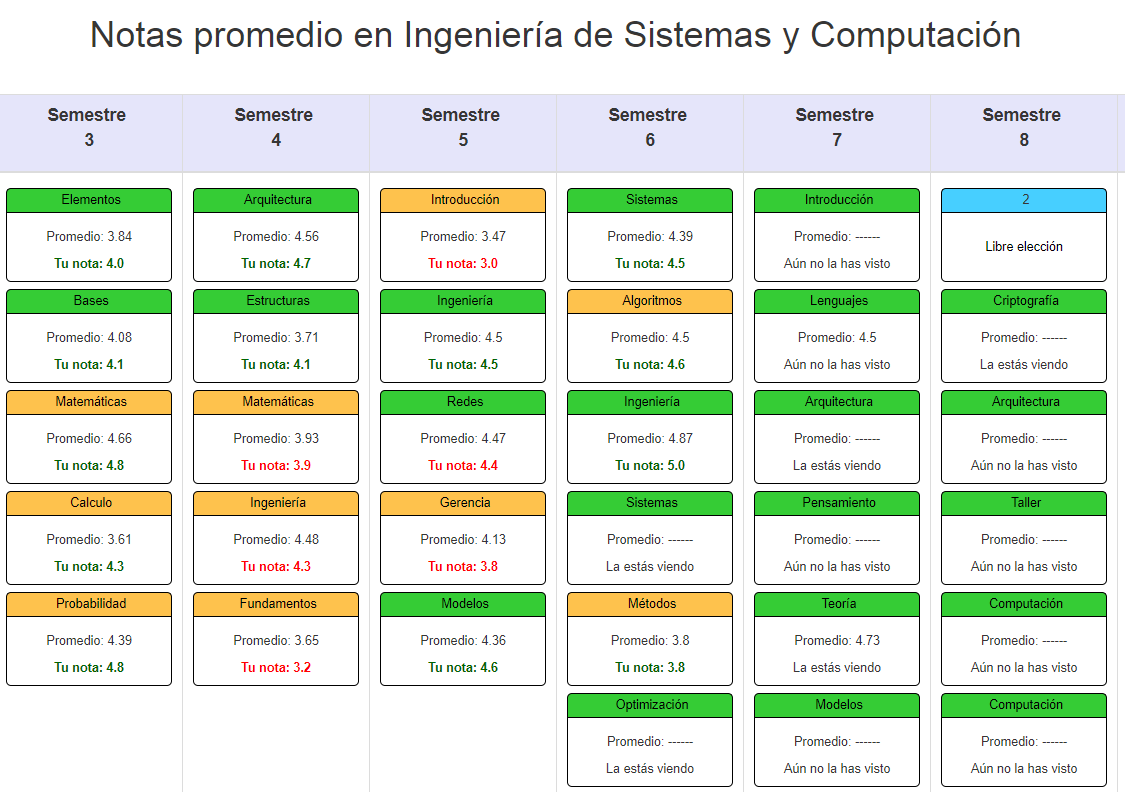 Notas promedio en Ingeniería de Sistemas y Computación
Semestre
3
Semestre
4
Semestre
5
Semestre
6
Semestre
7
Semestre
8
Elementos
Promedio: 3.84
Tu nota: 4.0
Bases
Promedio: 4.08
Tu nota: 4.1
Matemáticas
Promedio: 4.66
Tu nota: 4.8
Calculo
Promedio: 3.61
Tu nota: 4.3
Probabilidad
Promedio: 4.39
Tu nota: 4.8
Arquitectura
Promedio: 4.56
Tu nota: 4.7
Estructuras
Promedio: 3.71
Tu nota: 4.1
Matemáticas
Promedio: 3.93
Tu nota: 3.9
Ingeniería
Promedio: 4.48
Tu nota: 4.3
Fundamentos
Promedio: 3.65
Tu nota: 3.2
Introducción
Promedio: 3.47
Tu nota: 3.0
Ingeniería
Promedio: 4.5
Tu nota: 4.5
Redes
Promedio: 4.47
Tu nota: 4.4
Gerencia
Promedio: 4.13
Tu nota: 3.8
Modelos
Promedio: 4.36
Tu nota: 4.6
Sistemas
Promedio: 4.39
Tu nota: 4.5
Algoritmos
Promedio: 4.5
Tu nota: 4.6
Ingeniería
Promedio: 4.87
Tu nota: 5.0
Sistemas
Promedio: ------
La estás viendo
Métodos
Promedio: 3.8
Tu nota: 3.8
Optimización
Promedio: ------
La estás viendo
Introducción
Promedio: ------
Aún no la has visto
Lenguajes
Promedio: 4.5
Aún no la has visto
Arquitectura
Promedio: ------
La estás viendo
Pensamiento
Promedio: ------
Aún no la has visto
Teoría
Promedio: 4.73
La estás viendo
Modelos
Promedio: ------
Aún no la has visto
2
Libre elección
Criptografía
Promedio: ------
La estás viendo
Arquitectura
Promedio: ------
Aún no la has visto
Taller
Promedio: ------
Aún no la has visto
Computación
Promedio: ------
Aún no la has visto
Computación
Promedio: ------
Aún no la has visto